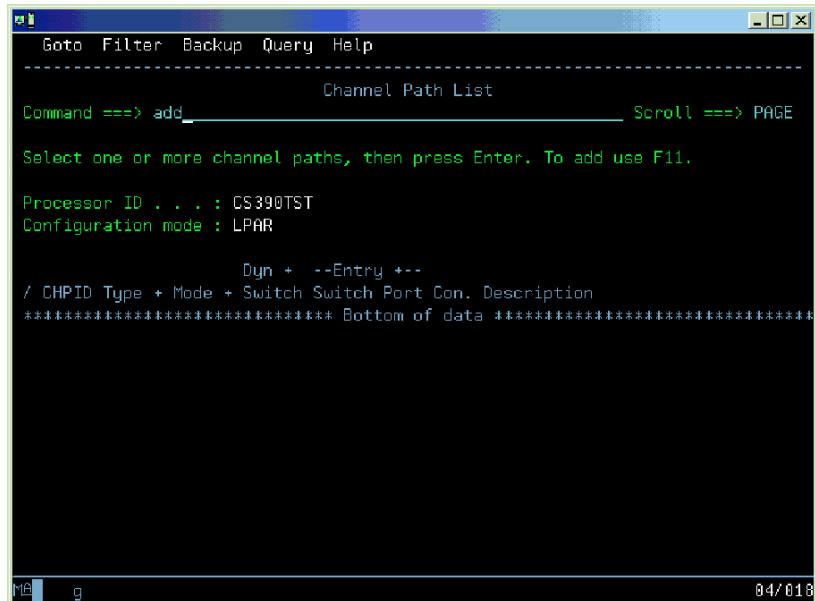 Goto Filter Backup Query Help
--------------------------------------------------------------------------------
Channel Path List
Command ===> add_____________________________________________ Scroll ===> PAGE
Select one or more channel paths, then press Enter. To add use F11.
Processor ID . . . : CS390TST
Configuration mode : LPAR
Dyn + --Entry +--
/ CHPID Type + Mode + Switch Switch Port Con. Description
******************************* Bottom of data ********************************
MA g 04/018